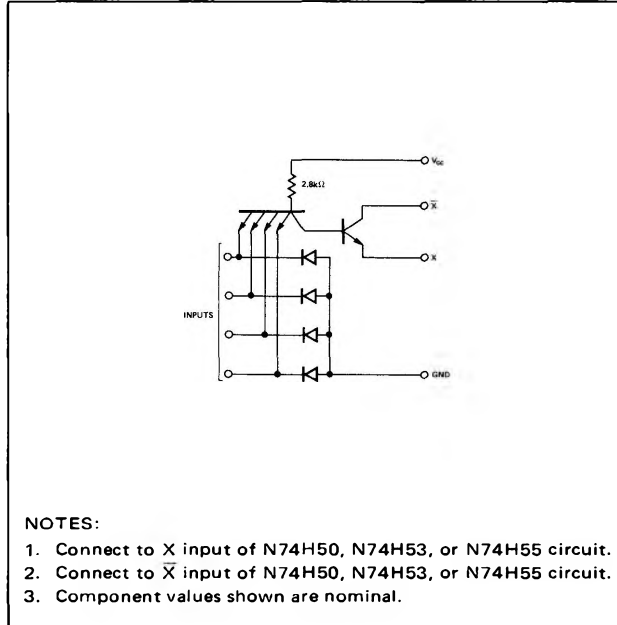 V_CC
2.8kΩ
X̅
X
INPUTS
GND
NOTES:
1. Connect to X input of N74H50, N74H53, or N74H55 circuit.
2. Connect to X̅ input of N74H50, N74H53, or N74H55 circuit.
3. Component values shown are nominal.